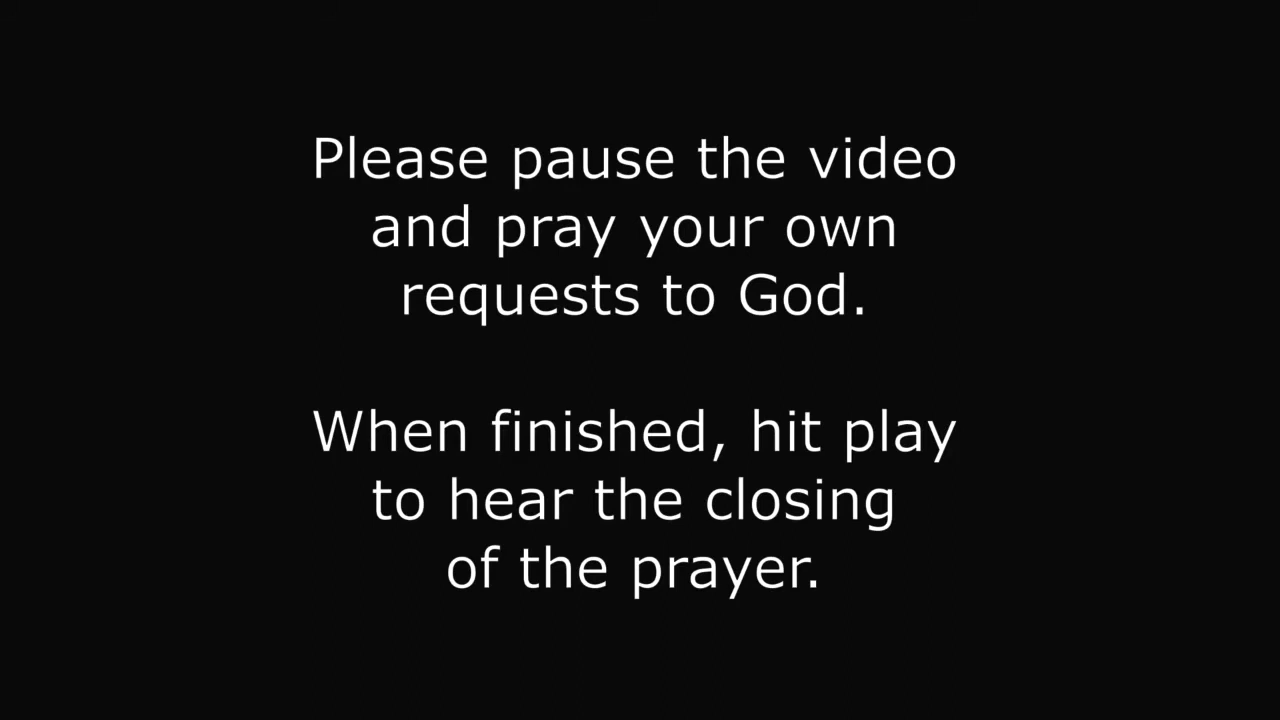 Please pause the video
and pray your own
requests to God.
When finished, hit play
to hear the closing
of the prayer.